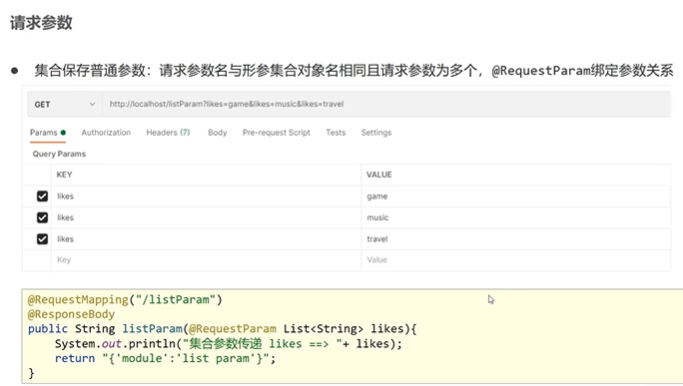 请求参数
● 集合保存普通参数：请求参数名与形参集合对象名相同且请求参数为多个，@RequestParam绑定参数关系
GET http://localhost/listParam?likes=game&likes=music&likes=travel
Params Authorization Headers (7) Body Pre-request Script Tests Settings
Query Params
KEY VALUE
likes game
likes music
likes travel
Key Value
@RequestMapping("/listParam")
@ResponseBody
public String listParam(@RequestParam List<String> likes){
System.out.println("集合参数传递 likes ==> "+ likes);
return "{'module':'list param'}";
}